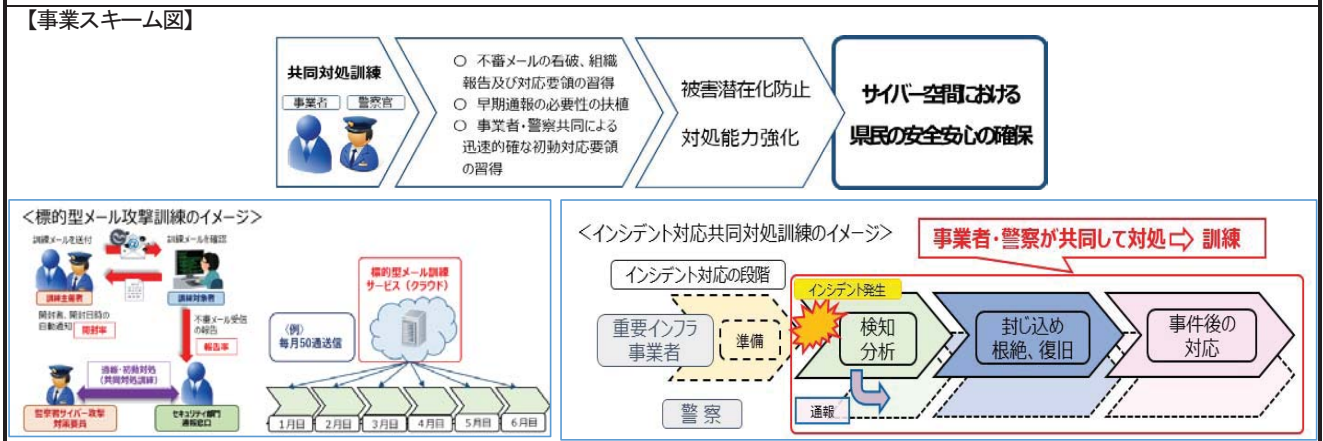 【事業スキーム図】
共同対処訓練
事業者
警察官
○ 不審メールの看破、組織
報告及び対応要領の習得
○ 早期通報の必要性の扶植
○ 事業者・警察共同による
迅速的確な初動対応要領
の習得
被害潜在化防止
対処能力強化
サイバー空間における
県民の安全安心の確保
<標的型メール攻撃訓練のイメージ>
訓練メールを送付
訓練メールを確認
訓練主催者
訓練対象者
開封者、開封日時の
自動通知
開封率
不審メール受信
の報告
報告率
通報・初動対処
(共同対処訓練)
警察署サイバー攻撃
対策要員
セキュリティ部門
通報窓口
<例>
毎月50通送信
標的型メール訓練
サービス（クラウド）
1月目
2月目
3月目
4月目
5月目
6月目
<インシデント対応共同対処訓練のイメージ>
事業者・警察が共同して対処⇨ 訓練
インシデント対応の段階
インシデント発生
重要インフラ
事業者
準備
検知
分析
封じ込め
根絶、復旧
事件後の
対応
通報
警察